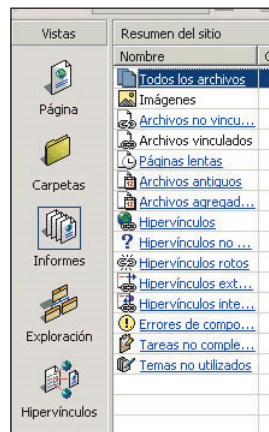 Vistas
Página
Carpetas
Informes
Exploración
Hipervínculos
Resumen del sitio
Nombre
Todos los archivos
Imágenes
Archivos no vincu...
Archivos vinculados
Páginas lentas
Archivos antiguos
Archivos agregad...
Hipervínculos
Hipervínculos no ...
Hipervínculos rotos
Hipervínculos ext...
Hipervínculos inte...
Errores de compo...
Tareas no comple...
Temas no utilizados